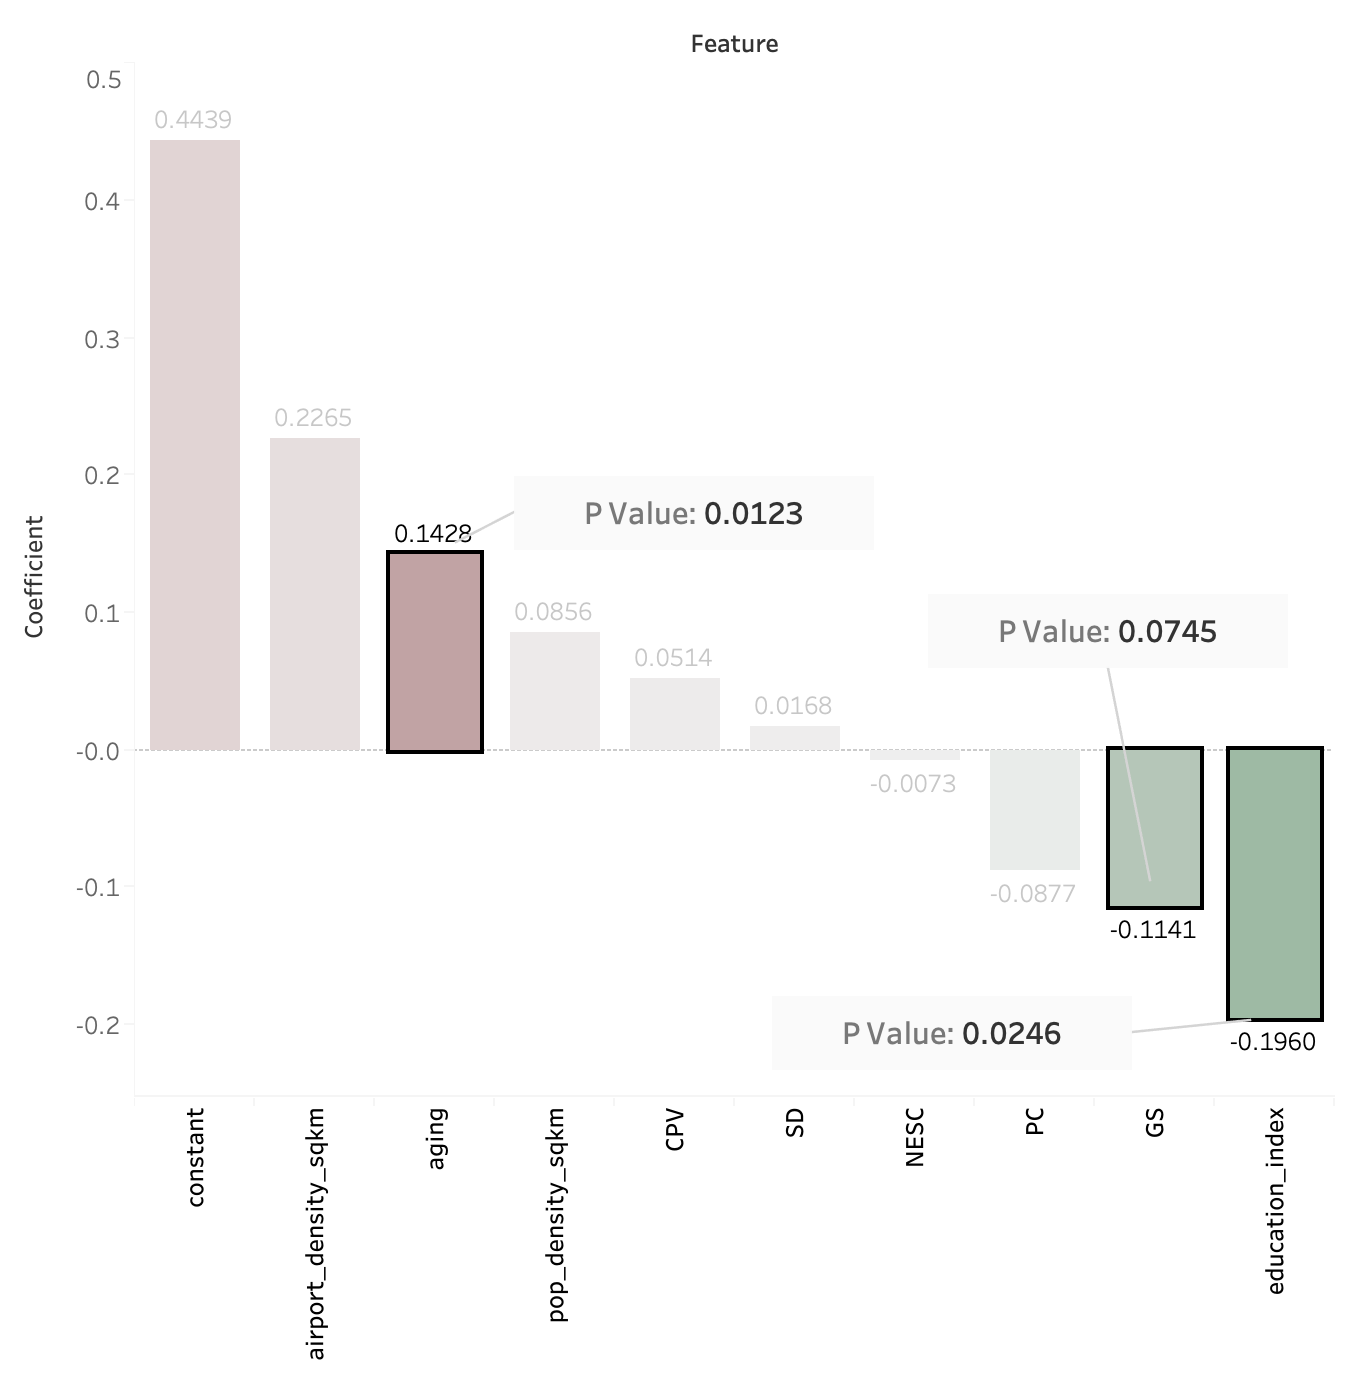 Feature
0.5
0.4439
0.4
0.3
0.2265
0.2
P Value: 0.0123
0.1428
0.1
0.0856
P Value: 0.0745
0.0514
0.0168
-0.0
-0.0073
-0.1
-0.0877
-0.1141
-0.2
P Value: 0.0246
-0.1960
Coefficient
constant
airport_density_sqkm
aging
pop_density_sqkm
CPV
SD
NESC
PC
GS
education_index